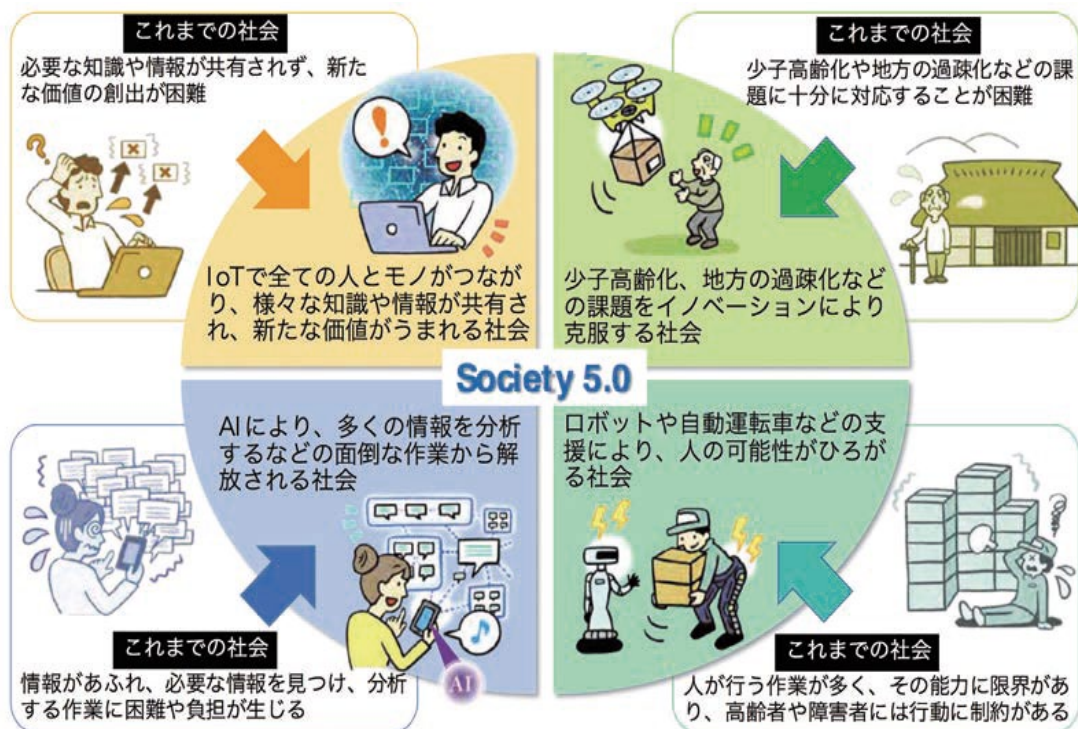 これまでの社会
必要な知識や情報が共有されず、新た
な価値の創出が困難
これまでの社会
少子高齢化や地方の過疎化などの課
題に十分に対応することが困難
IoTで全ての人とモノがつなが
り、様々な知識や情報が共有さ
れ、新たな価値がうまれる社会
少子高齢化、地方の過疎化など
の課題をイノベーションにより
克服する社会
Society 5.0
AIにより、多くの情報を分析
するなどの面倒な作業から解
放される社会
ロボットや自動運転車などの支
援により、人の可能性がひろが
る社会
AI
これまでの社会
情報があふれ、必要な情報を見つけ、分析
する作業に困難や負担が生じる
これまでの社会
人が行う作業が多く、その能力に限界があ
り、高齢者や障害者には行動に制約がある